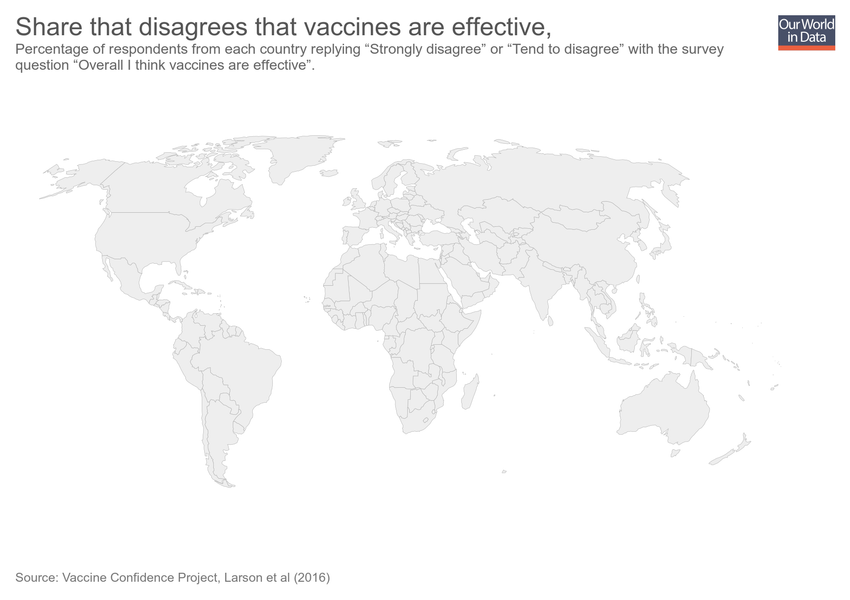 Share that disagrees that vaccines are effective,
Percentage of respondents from each country replying “Strongly disagree” or “Tend to disagree” with the survey
question “Overall I think vaccines are effective”.
Our World
in Data
Source: Vaccine Confidence Project, Larson et al (2016)